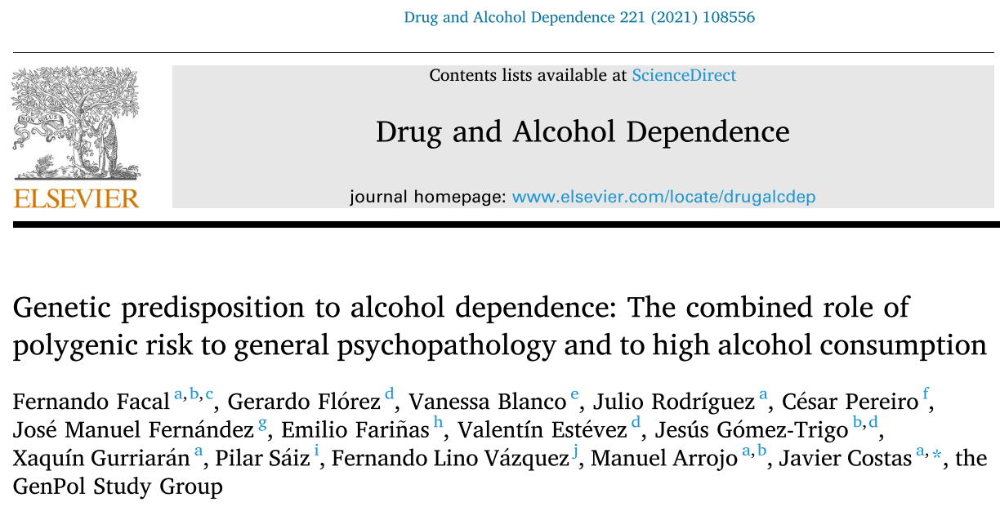 Drug and Alcohol Dependence 221 (2021) 108556
Contents lists available at ScienceDirect
Drug and Alcohol Dependence
journal homepage: www.elsevier.com/locate/drugalcdep
NON SOLUS
ELSEVIER
Genetic predisposition to alcohol dependence: The combined role of
polygenic risk to general psychopathology and to high alcohol consumption
Fernando Facal a,b,c, Gerardo Flórez d, Vanessa Blanco e, Julio Rodríguez a, César Pereiro f,
José Manuel Fernández g, Emilio Fariñas h, Valentín Estévez d, Jesús Gómez-Trigo b,d,
Xaquín Gurriarán a, Pilar Sáiz i, Fernando Lino Vázquez j, Manuel Arrojo a,b, Javier Costas a,*, the
GenPol Study Group